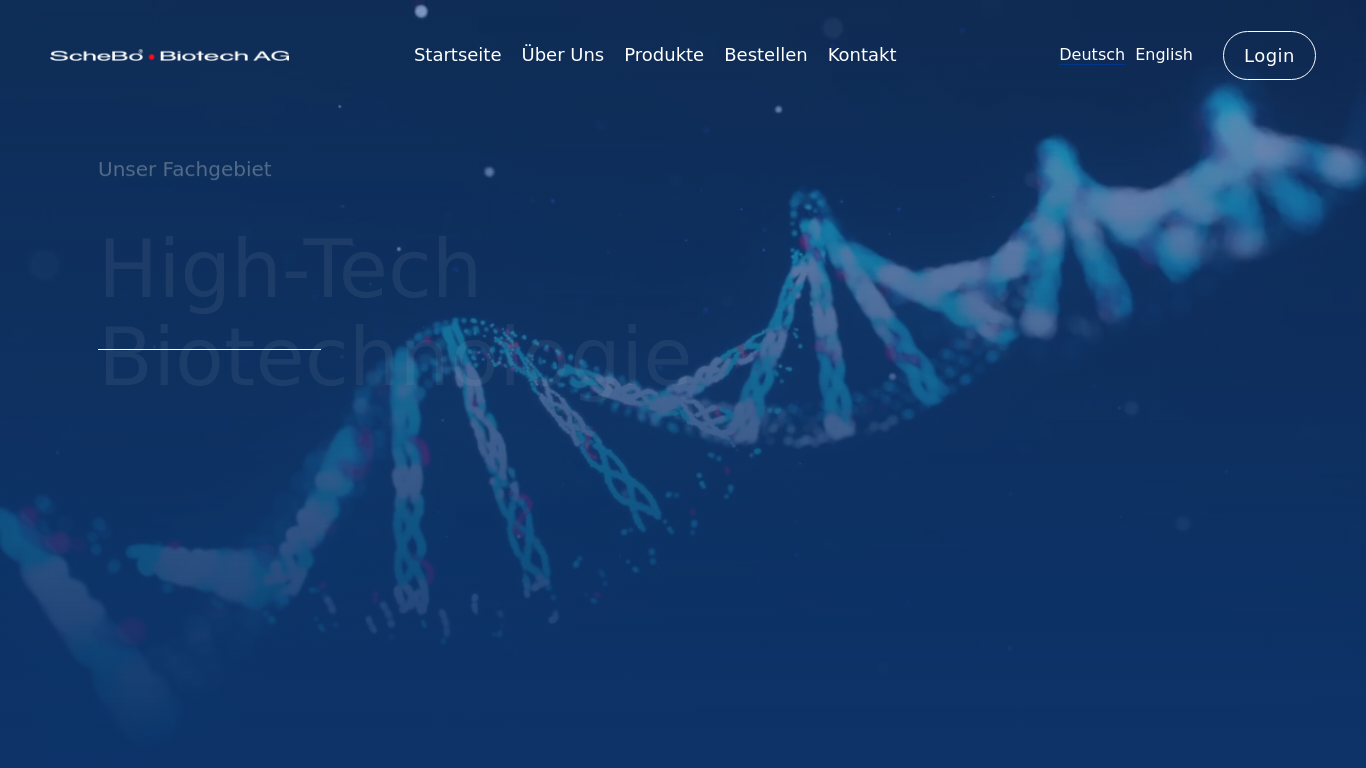 ScheBo® • Biotech AG
Startseite Über Uns Produkte Bestellen Kontakt
Deutsch English
Login
Unser Fachgebiet
High-Tech
Biotechnologie